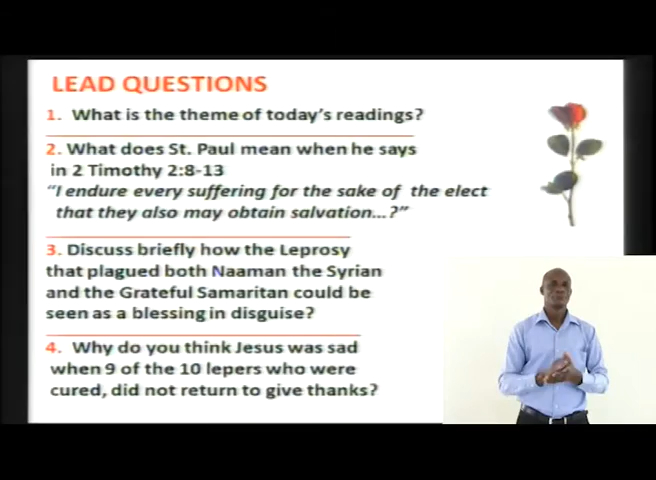 LEAD QUESTIONS
1. What is the theme of today's readings?
2. What does St. Paul mean when he says
in 2 Timothy 2:8-13
"I endure every suffering for the sake of the elect
that they also may obtain salvation...?"
3. Discuss briefly how the Leprosy
that plagued both Naaman the Syrian
and the Grateful Samaritan could be
seen as a blessing in disguise?
4. Why do you think Jesus was sad
when 9 of the 10 lepers who were
cured, did not return to give thanks?